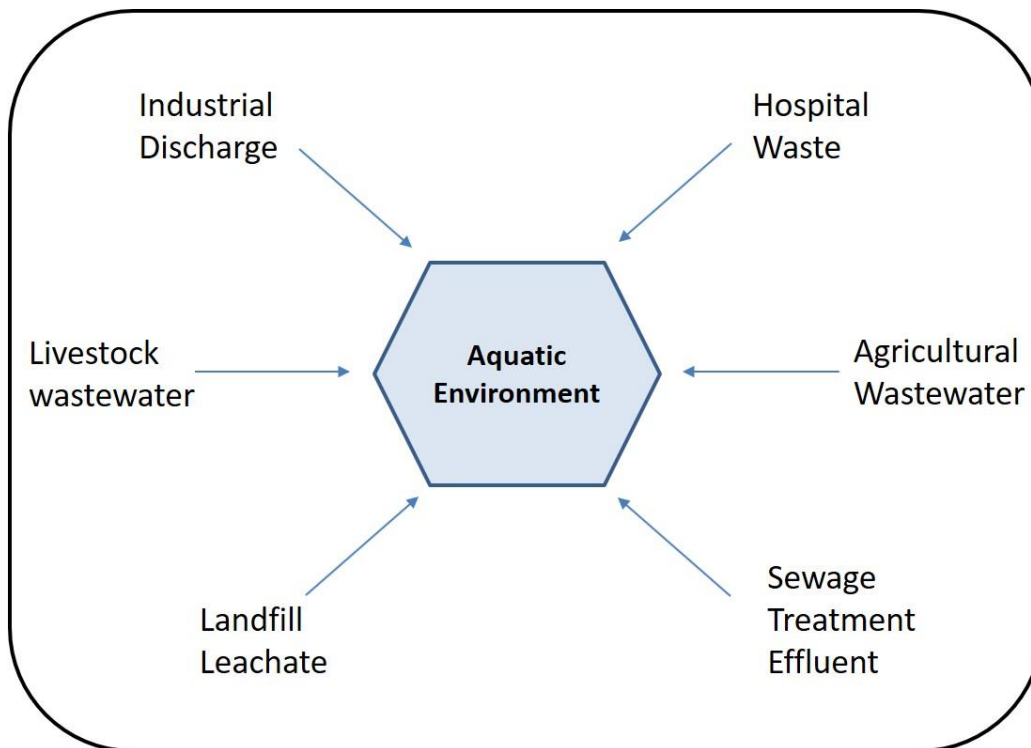 Industrial
Discharge
Hospital
Waste
Livestock
wastewater
Aquatic
Environment
Agricultural
Wastewater
Landfill
Leachate
Sewage
Treatment
Effluent